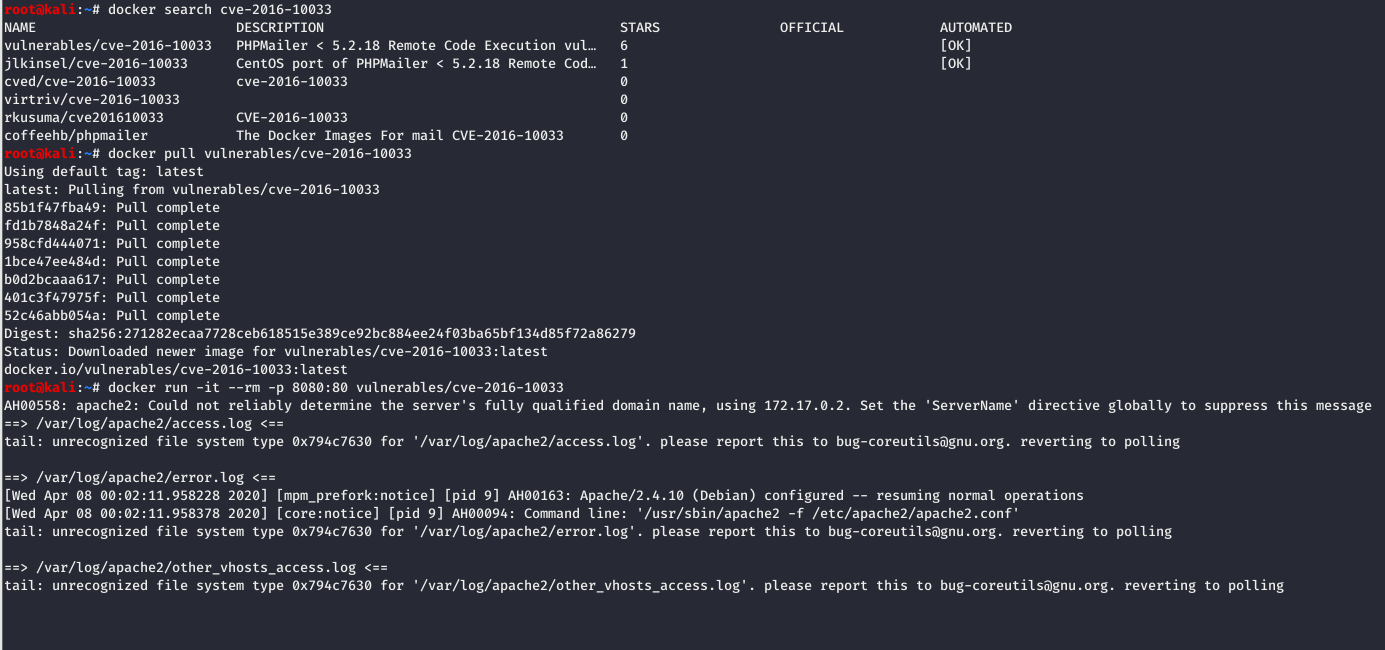 root@kali:~# docker search cve-2016-10033
NAME DESCRIPTION STARS OFFICIAL AUTOMATED
vulnerables/cve-2016-10033 PHPMailer < 5.2.18 Remote Code Execution vul… 6 [OK]
jlkinsel/cve-2016-10033 CentOS port of PHPMailer < 5.2.18 Remote Cod… 1 [OK]
cved/cve-2016-10033 cve-2016-10033 0
virtriv/cve-2016-10033 0
rkusuma/cve201610033 CVE-2016-10033 0
coffeehb/phpmailer The Docker Images For mail CVE-2016-10033 0
root@kali:~# docker pull vulnerables/cve-2016-10033
Using default tag: latest
latest: Pulling from vulnerables/cve-2016-10033
85b1f47fba49: Pull complete
fd1b7848a24f: Pull complete
958cfd444071: Pull complete
1bce47ee484d: Pull complete
b0d2bcaaa617: Pull complete
401c3f47975f: Pull complete
52c46abb054a: Pull complete
Digest: sha256:271282ecaa7728ceb618515e389ce92bc884ee24f03ba65bf134d85f72a86279
Status: Downloaded newer image for vulnerables/cve-2016-10033:latest
docker.io/vulnerables/cve-2016-10033:latest
root@kali:~# docker run -it --rm -p 8080:80 vulnerables/cve-2016-10033
AH00558: apache2: Could not reliably determine the server's fully qualified domain name, using 172.17.0.2. Set the 'ServerName' directive globally to suppress this message
==> /var/log/apache2/access.log <==
tail: unrecognized file system type 0x794c7630 for '/var/log/apache2/access.log'. please report this to bug-coreutils@gnu.org. reverting to polling
==> /var/log/apache2/error.log <==
[Wed Apr 08 00:02:11.958228 2020] [mpm_prefork:notice] [pid 9] AH00163: Apache/2.4.10 (Debian) configured -- resuming normal operations
[Wed Apr 08 00:02:11.958378 2020] [core:notice] [pid 9] AH00094: Command line: '/usr/sbin/apache2 -f /etc/apache2/apache2.conf'
tail: unrecognized file system type 0x794c7630 for '/var/log/apache2/error.log'. please report this to bug-coreutils@gnu.org. reverting to polling
==> /var/log/apache2/other_vhosts_access.log <==
tail: unrecognized file system type 0x794c7630 for '/var/log/apache2/other_vhosts_access.log'. please report this to bug-coreutils@gnu.org. reverting to polling